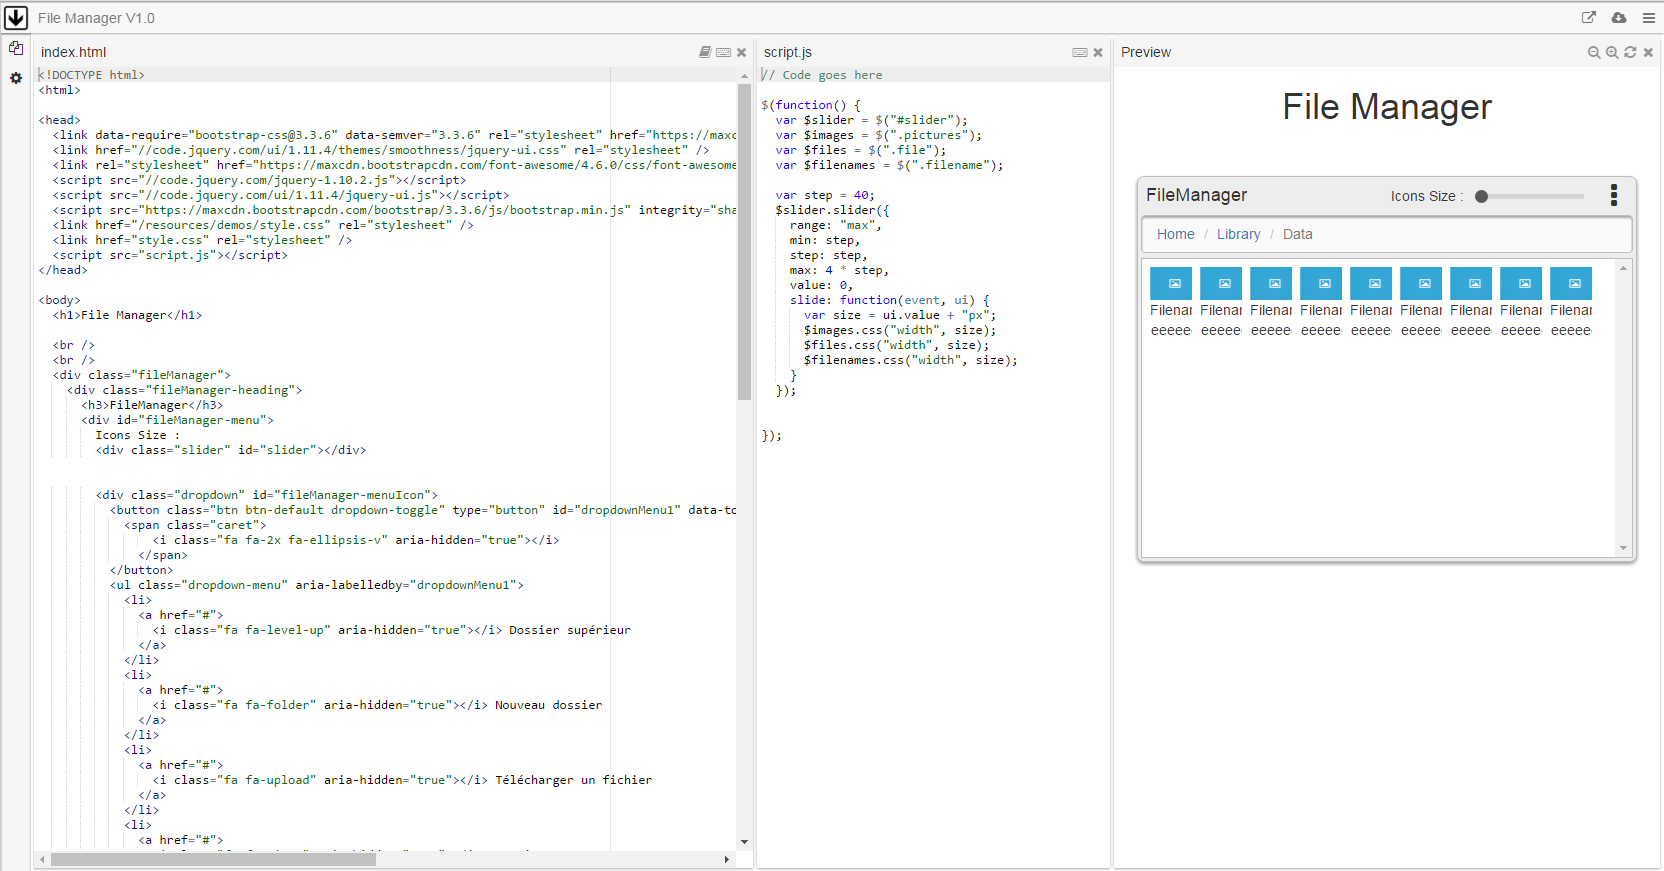 File Manager V1.0
index.html
<!DOCTYPE html>
<html>
<head>
<link data-require="bootstrap-css@3.3.6" data-semver="3.3.6" rel="stylesheet" href="https://maxc
<link href="//code.jquery.com/ui/1.11.4/themes/smoothness/jquery-ui.css" rel="stylesheet" />
<link rel="stylesheet" href="https://maxcdn.bootstrapcdn.com/font-awesome/4.6.0/css/font-awesome
<script src="//code.jquery.com/jquery-1.10.2.js"></script>
<script src="//code.jquery.com/ui/1.11.4/jquery-ui.js"></script>
<script src="https://maxcdn.bootstrapcdn.com/bootstrap/3.3.6/js/bootstrap.min.js" integrity="sha
<link href="/resources/demos/style.css" rel="stylesheet" />
<link href="style.css" rel="stylesheet" />
<script src="script.js"></script>
</head>
<body>
<h1>File Manager</h1>
<br />
<br />
<div class="fileManager">
<div class="fileManager-heading">
<h3>FileManager</h3>
<div id="fileManager-menu">
Icons Size :
<div class="slider" id="slider"></div>
<div class="dropdown" id="fileManager-menuIcon">
<button class="btn btn-default dropdown-toggle" type="button" id="dropdownMenu1" data-to
<span class="caret">
<i class="fa fa-2x fa-ellipsis-v" aria-hidden="true"></i>
</span>
</button>
<ul class="dropdown-menu" aria-labelledby="dropdownMenu1">
<li>
<a href="#">
<i class="fa fa-level-up" aria-hidden="true"></i> Dossier supérieur
</a>
</li>
<li>
<a href="#">
<i class="fa fa-folder" aria-hidden="true"></i> Nouveau dossier
</a>
</li>
<li>
<a href="#">
<i class="fa fa-upload" aria-hidden="true"></i> Télécharger un fichier
</a>
</li>
<li>
<a href="#">
script.js
// Code goes here
$(function() {
var $slider = $("#slider");
var $images = $(".pictures");
var $files = $(".file");
var $filenames = $(".filename");
var step = 40;
$slider.slider({
range: "max",
min: step,
step: step,
max: 4 * step,
value: 0,
slide: function(event, ui) {
var size = ui.value + "px";
$images.css("width", size);
$files.css("width", size);
$filenames.css("width", size);
}
});
});
Preview
File Manager
FileManager
Icons Size :
Home / Library / Data
Filenar Filenar Filenar Filenar Filenar Filenar Filenar Filenar Filenar
eeeee eeeee eeeee eeeee eeeee eeeee eeeee eeeee eeeee